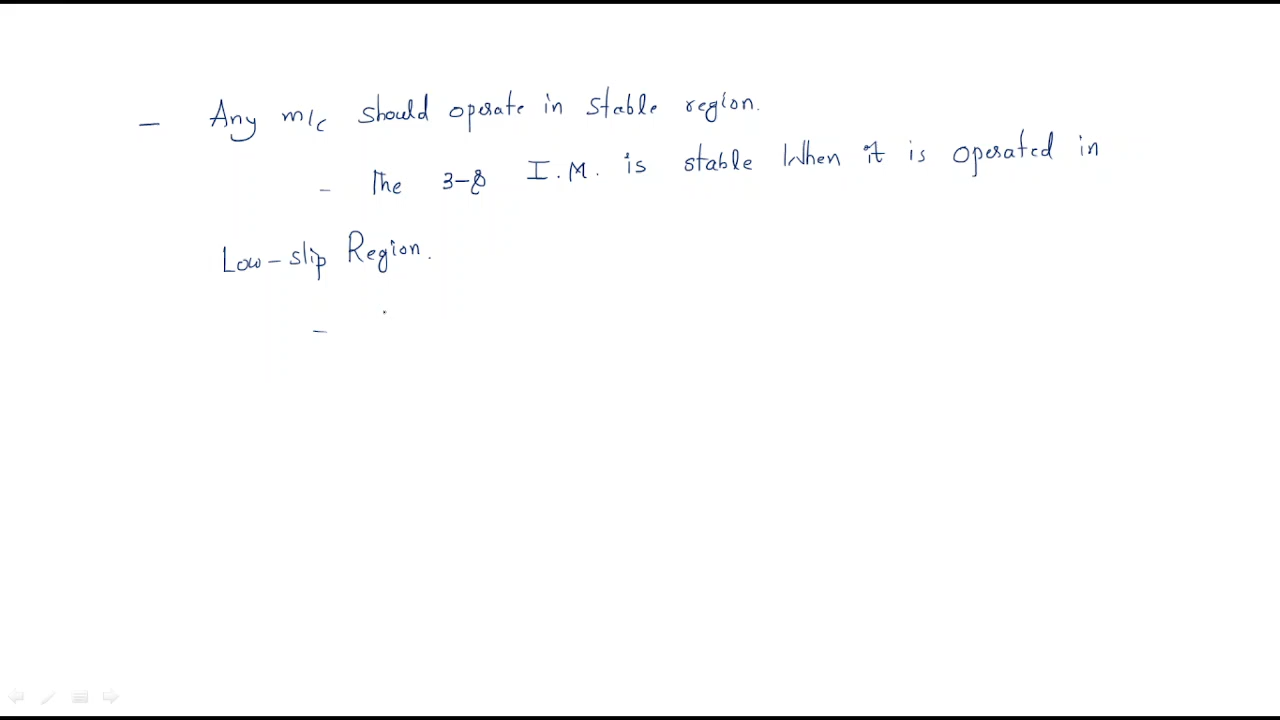 - Any m/c should operate in stable region.
- The 3-ϕ I.M. is stable When it is operated in
Low-slip Region.
-